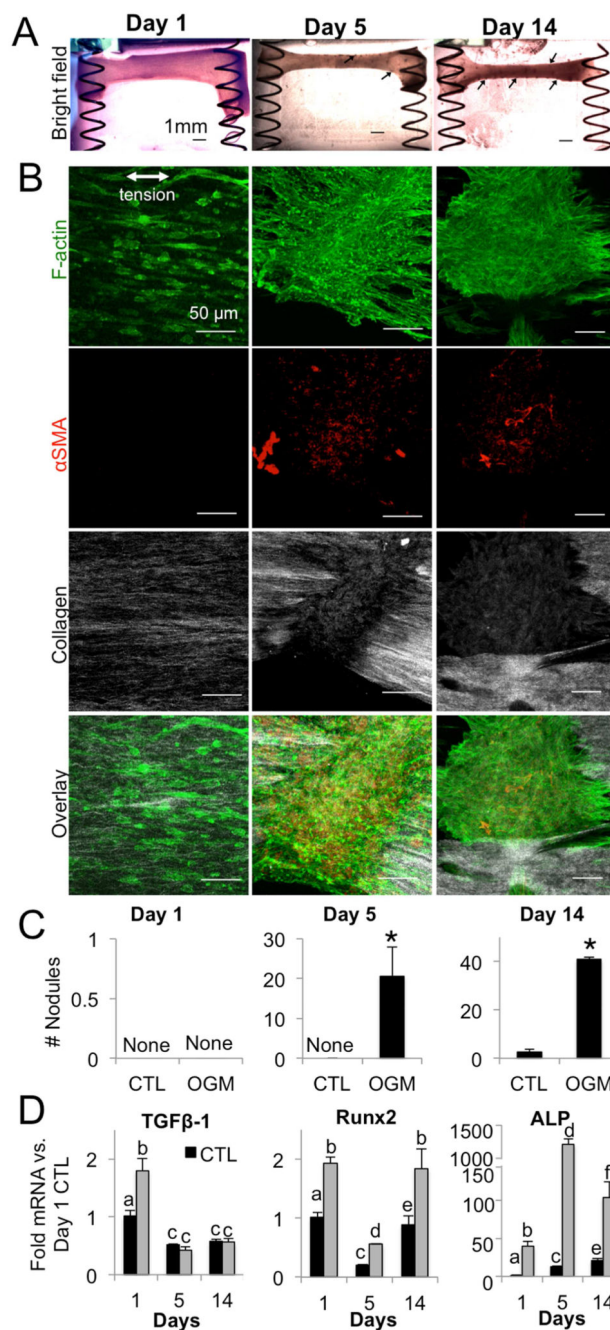 A
Day 1
Day 5
Day 14
Bright field
1mm
B
tension
50 µm
F-actin
αSMA
Collagen
Overlay
C
Day 1
Day 5
Day 14
# Nodules
1
0.5
0
None
None
CTL
OGM
30
20
10
0
None
*
CTL
OGM
40
20
0
*
CTL
OGM
D
TGFβ-1
Runx2
ALP
Fold mRNA vs.
Day 1 CTL
2
1
0
CTL
a
b
c
c
c
c
1
5
14
Days
2
1
0
a
b
c
d
e
b
1
5
14
Days
1500
1000
150
100
50
0
a
b
c
d
e
f
1
5
14
Days